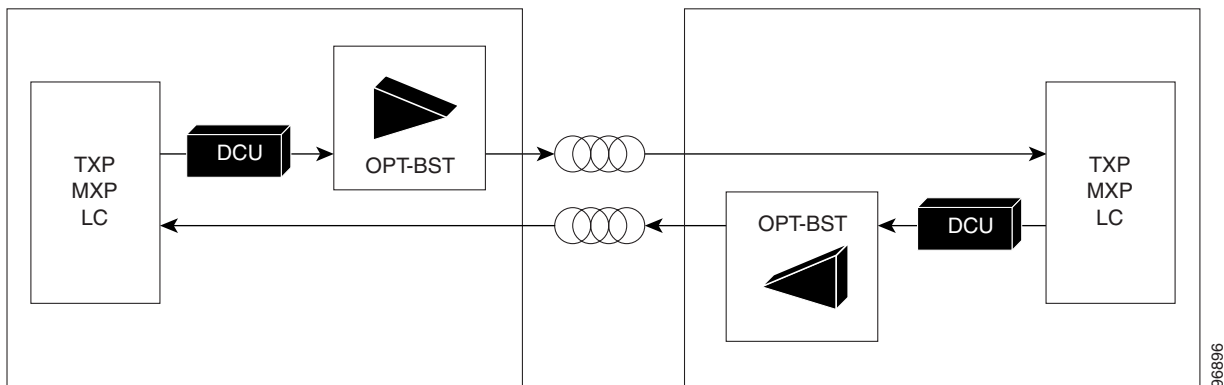 TXP
MXP
LC
DCU
OPT-BST
OPT-BST
DCU
TXP
MXP
LC
96896